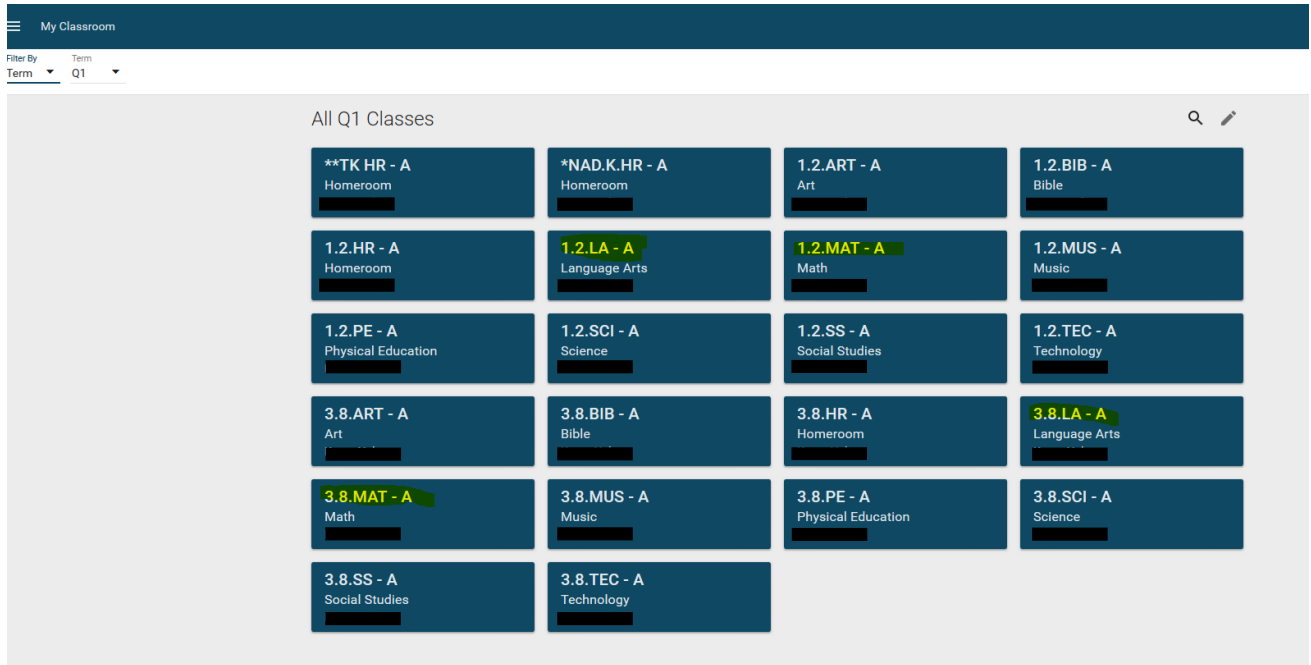 My Classroom
Filter By Term
Term Q1
All Q1 Classes
**TK HR - A
Homeroom
*NAD.K.HR - A
Homeroom
1.2.ART - A
Art
1.2.BIB - A
Bible
1.2.HR - A
Homeroom
1.2.LA - A
Language Arts
1.2.MAT - A
Math
1.2.MUS - A
Music
1.2.PE - A
Physical Education
1.2.SCI - A
Science
1.2.SS - A
Social Studies
1.2.TEC - A
Technology
3.8.ART - A
Art
3.8.BIB - A
Bible
3.8.HR - A
Homeroom
3.8.LA - A
Language Arts
3.8.MAT - A
Math
3.8.MUS - A
Music
3.8.PE - A
Physical Education
3.8.SCI - A
Science
3.8.SS - A
Social Studies
3.8.TEC - A
Technology